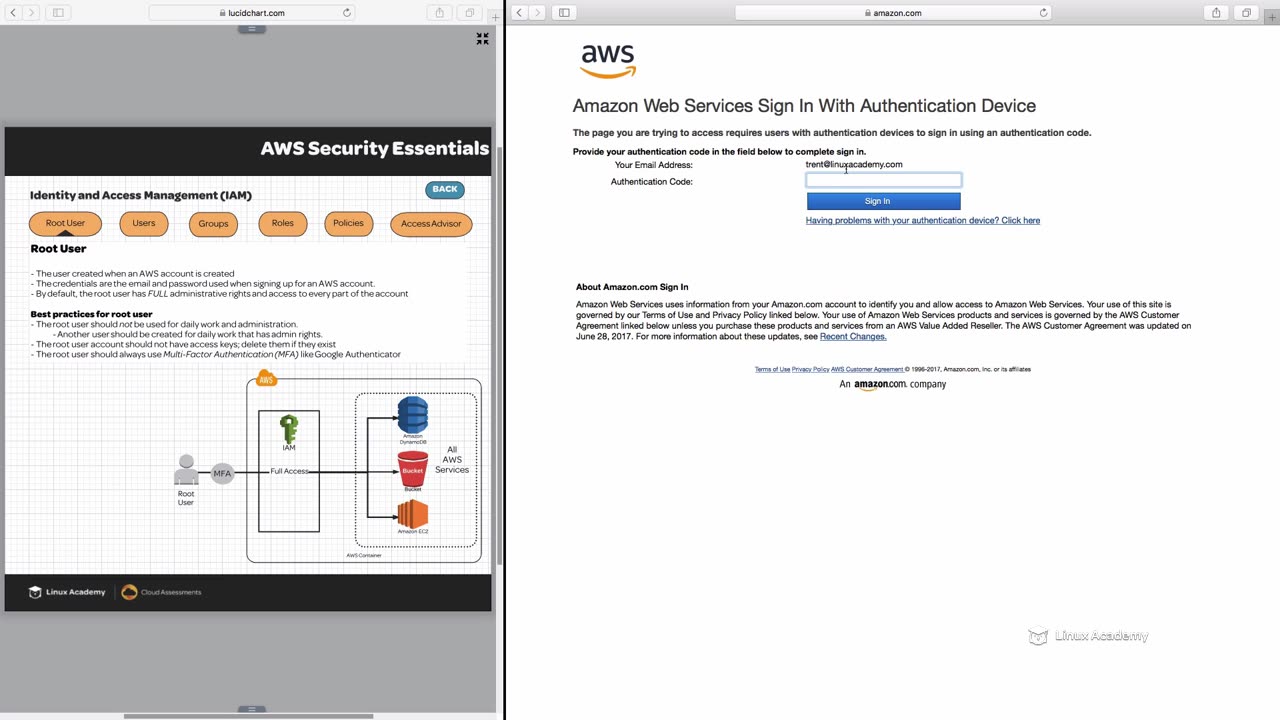 lucidchart.com
AWS Security Essentials
Identity and Access Management (IAM)
BACK
Root User
Users
Groups
Roles
Policies
Access Advisor
Root User
- The user created when an AWS account is created
- The credentials are the email and password used when signing up for an AWS account.
- By default, the root user has FULL administrative rights and access to every part of the account
Best practices for root user
- The root user should not be used for daily work and administration.
- Another user should be created for daily work that has admin rights.
- The root user account should not have access keys; delete them if they exist
- The root user should always use Multi-Factor Authentication (MFA) like Google Authenticator
AWS
IAM
Amazon
DynamoDB
All
AWS
Services
MFA
Full Access
Bucket
Bucket
Root
User
Amazon EC2
AWS Container
Linux Academy
Cloud Assessments
amazon.com
aws
Amazon Web Services Sign In With Authentication Device
The page you are trying to access requires users with authentication devices to sign in using an authentication code.
Provide your authentication code in the field below to complete sign in.
Your Email Address:
trent@linuxacademy.com
Authentication Code:
Sign In
Having problems with your authentication device? Click here
About Amazon.com Sign In
Amazon Web Services uses information from your Amazon.com account to identify you and allow access to Amazon Web Services. Your use of this site is
governed by our Terms of Use and Privacy Policy linked below. Your use of Amazon Web Services products and services is governed by the AWS Customer
Agreement linked below unless you purchase these products and services from an AWS Value Added Reseller. The AWS Customer Agreement was updated on
June 28, 2017. For more information about these updates, see Recent Changes.
Terms of Use Privacy Policy AWS Customer Agreement © 1996-2017, Amazon.com, Inc. or its affiliates
An amazon.com. company
Linux Academy